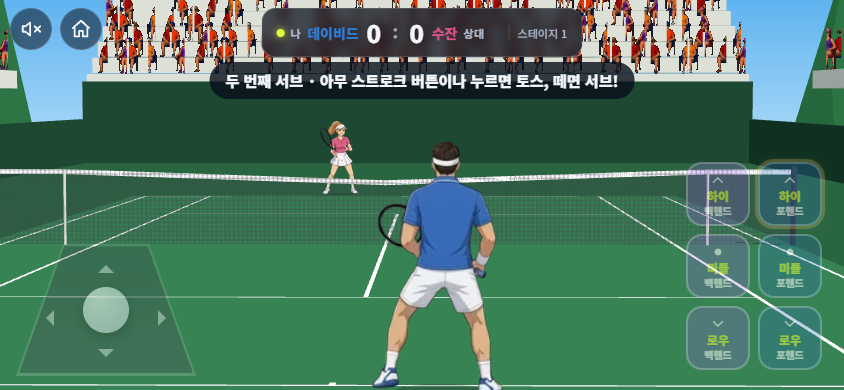 나 데이비드 0 : 0 수잔 상대 스테이지 1
두 번째 서브 · 아무 스트로크 버튼이나 누르면 토스, 떼면 서브!
하이 백핸드
하이 포핸드
미들 백핸드
미들 포핸드
로우 백핸드
로우 포핸드